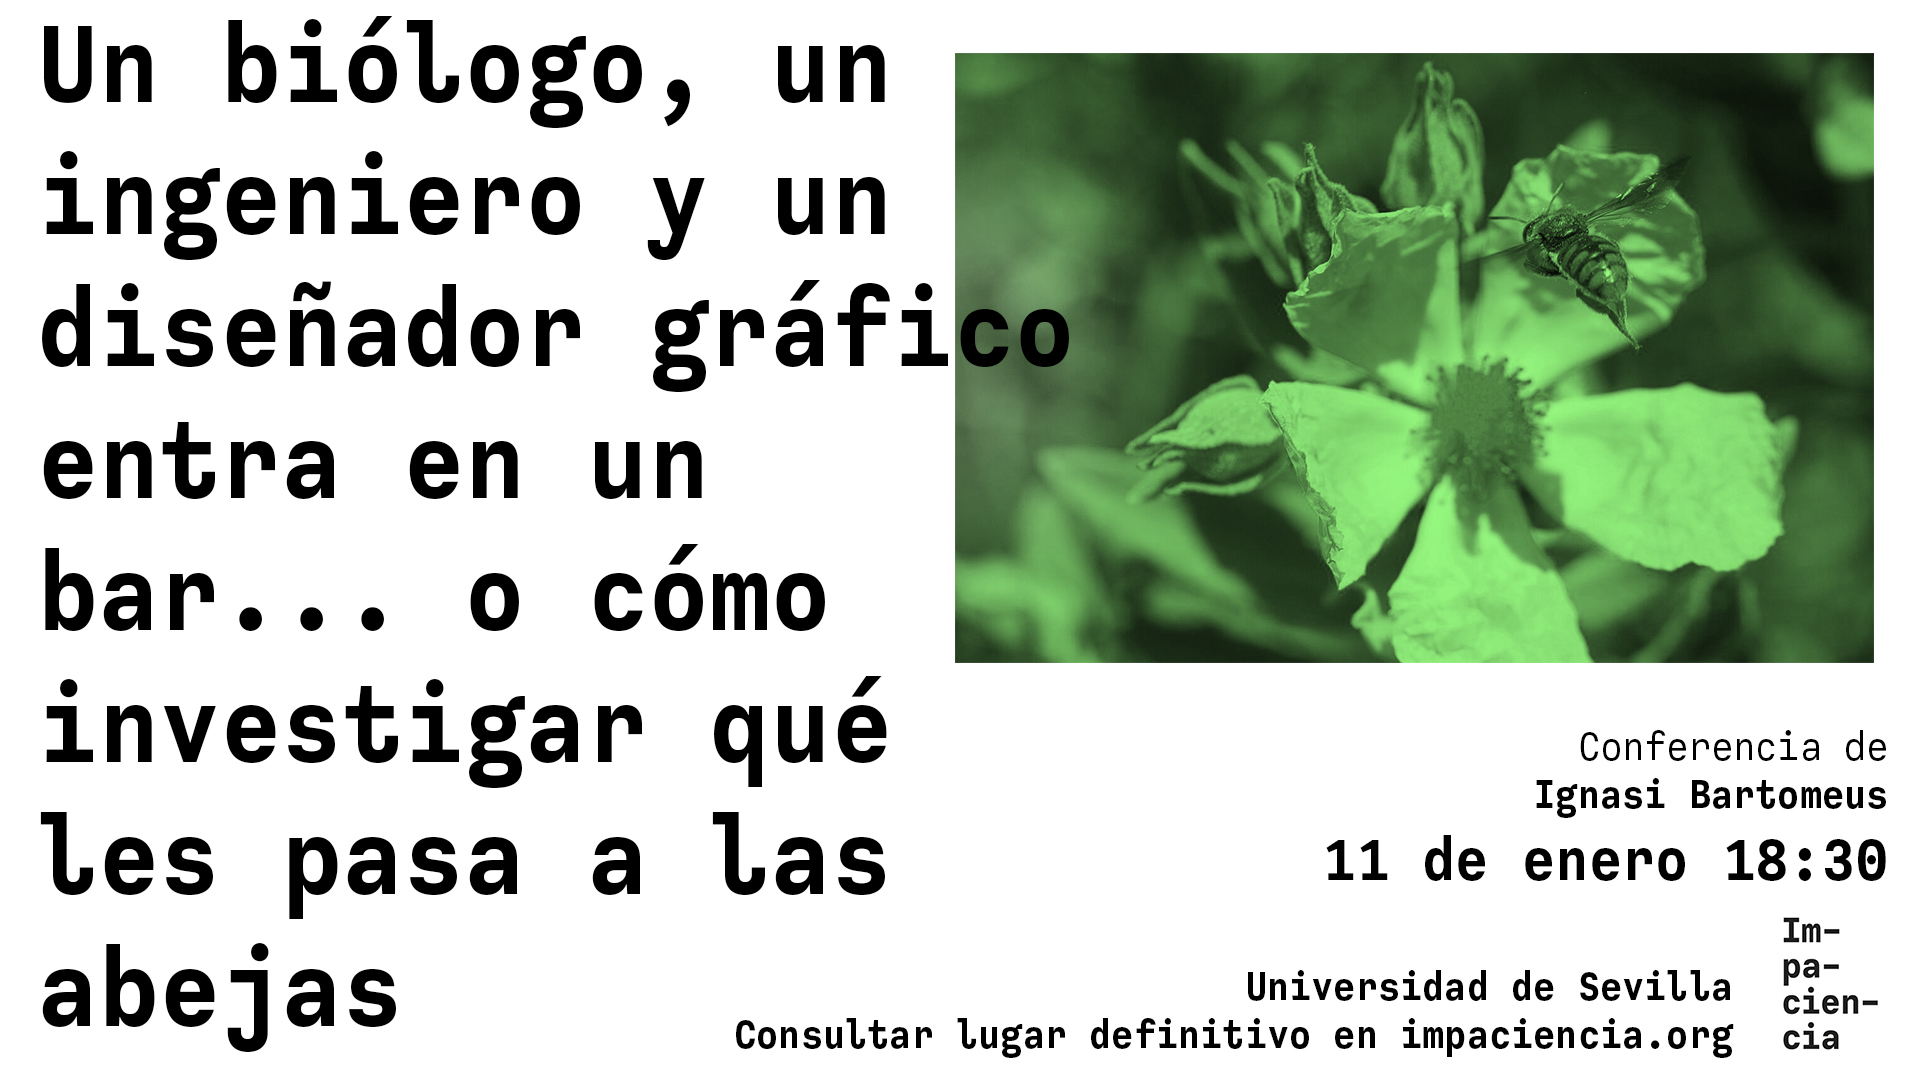 Un biólogo, un
ingeniero y un
diseñador gráfico
entra en un
bar... o cómo
investigar qué
les pasa a las
abejas
Conferencia de
Ignasi Bartomeus
11 de enero 18:30
Universidad de Sevilla
Consultar lugar definitivo en impaciencia.org
Im-
pa-
cien-
cia